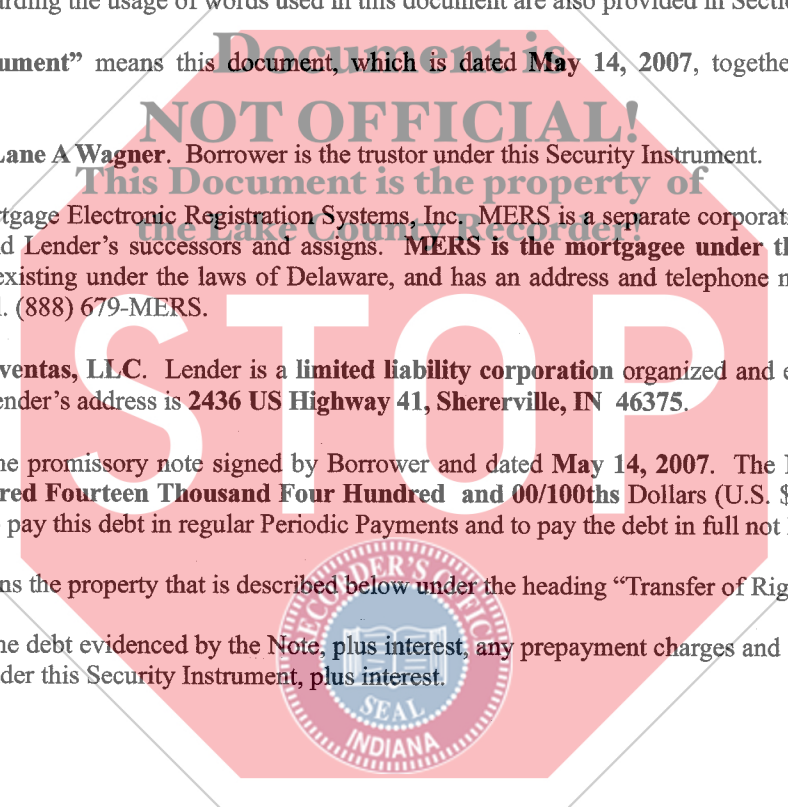 arding the usage of words used in this document are also provided in Sectio
Document is
ument” means this document, which is dated May 14, 2007, togethe
NOT OFFICIAL!
Lane A Wagner. Borrower is the trustor under this Security Instrument.
This Document is the property of
rtgage Electronic Registration Systems, Inc. MERS is a separate corporati
the Lake County Recorder!
d Lender’s successors and assigns. MERS is the mortgagee under th
existing under the laws of Delaware, and has an address and telephone n
l. (888) 679-MERS.
STOP
ventas, LLC. Lender is a limited liability corporation organized and e
ender’s address is 2436 US Highway 41, Shererville, IN 46375.
he promissory note signed by Borrower and dated May 14, 2007. The N
red Fourteen Thousand Four Hundred and 00/100ths Dollars (U.S. $
pay this debt in regular Periodic Payments and to pay the debt in full not
ns the property that is described below under the heading “Transfer of Rig
he debt evidenced by the Note, plus interest, any prepayment charges and
der this Security Instrument, plus interest.
RECORDER'S OFFICE
SEAL
INDIANA